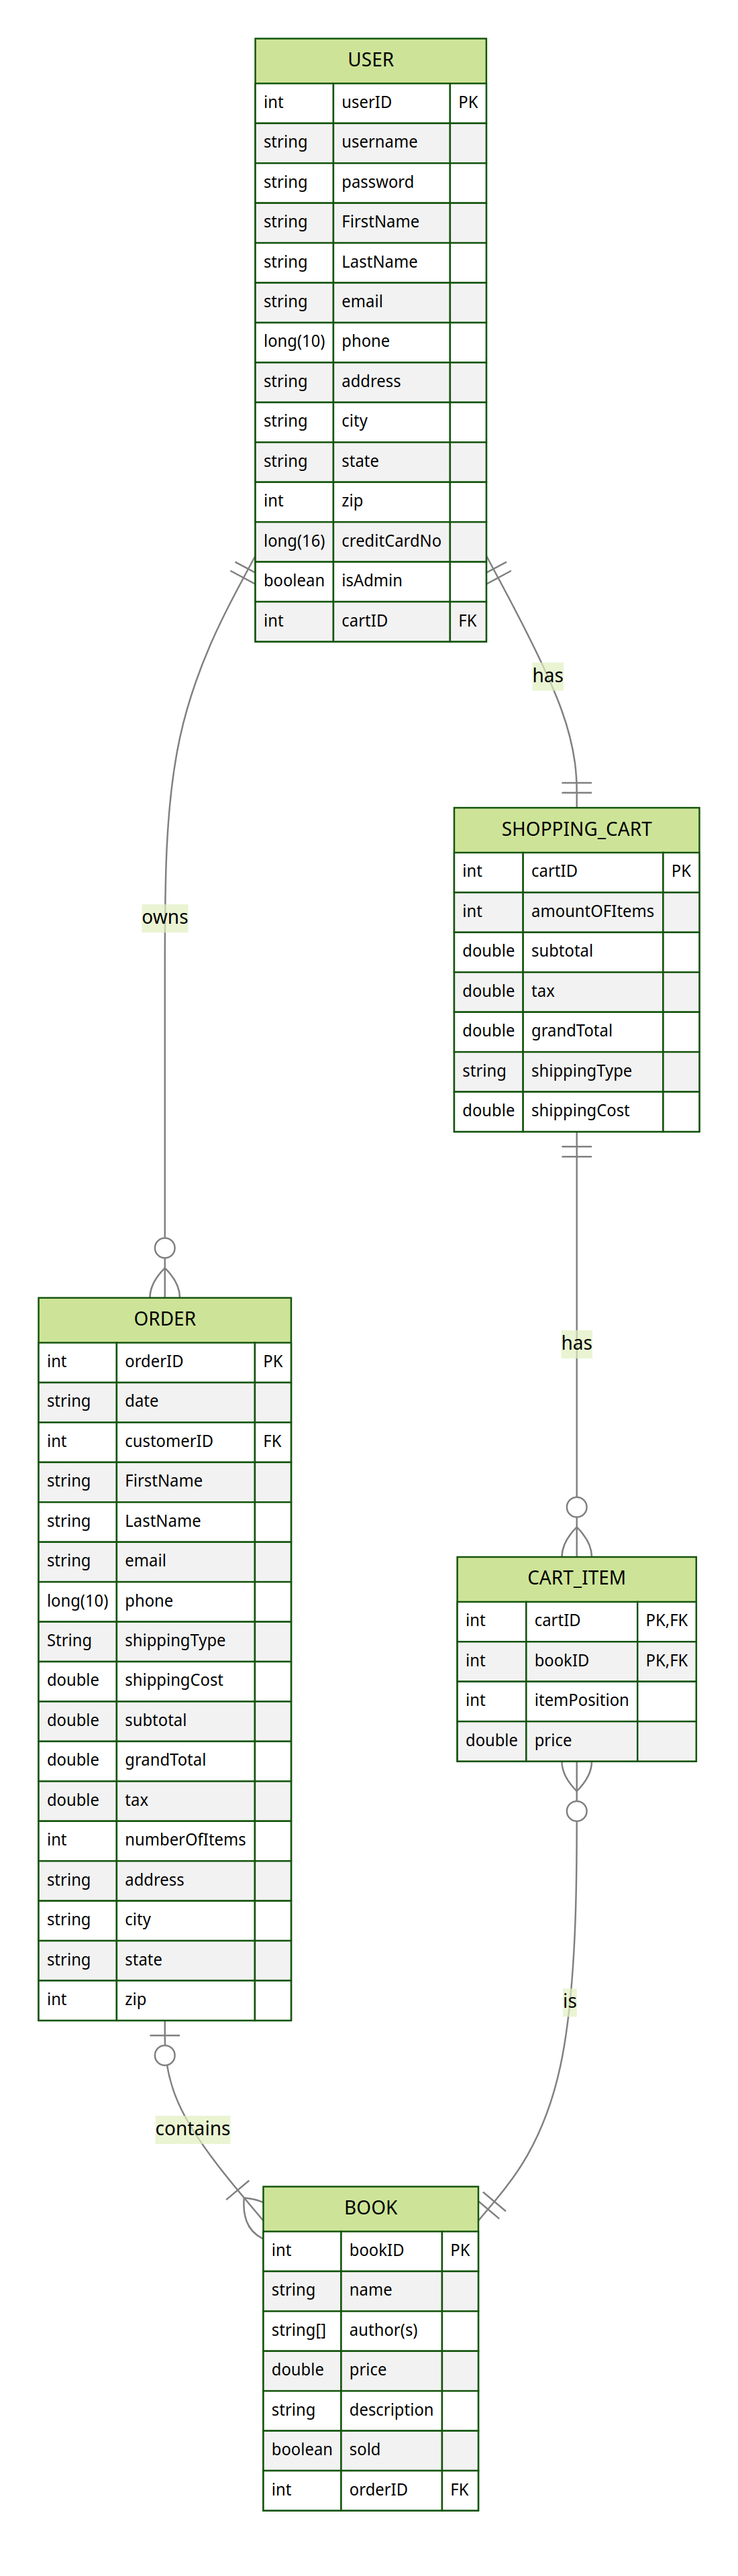 USER
int userID PK
string username
string password
string FirstName
string LastName
string email
long(10) phone
string address
string city
string state
int zip
long(16) creditCardNo
boolean isAdmin
int cartID FK
has
SHOPPING_CART
int cartID PK
int amountOFItems
double subtotal
double tax
double grandTotal
string shippingType
double shippingCost
owns
ORDER
int orderID PK
string date
int customerID FK
string FirstName
string LastName
string email
long(10) phone
String shippingType
double shippingCost
double subtotal
double grandTotal
double tax
int numberOfItems
string address
string city
string state
int zip
has
CART_ITEM
int cartID PK,FK
int bookID PK,FK
int itemPosition
double price
is
contains
BOOK
int bookID PK
string name
string[] author(s)
double price
string description
boolean sold
int orderID FK